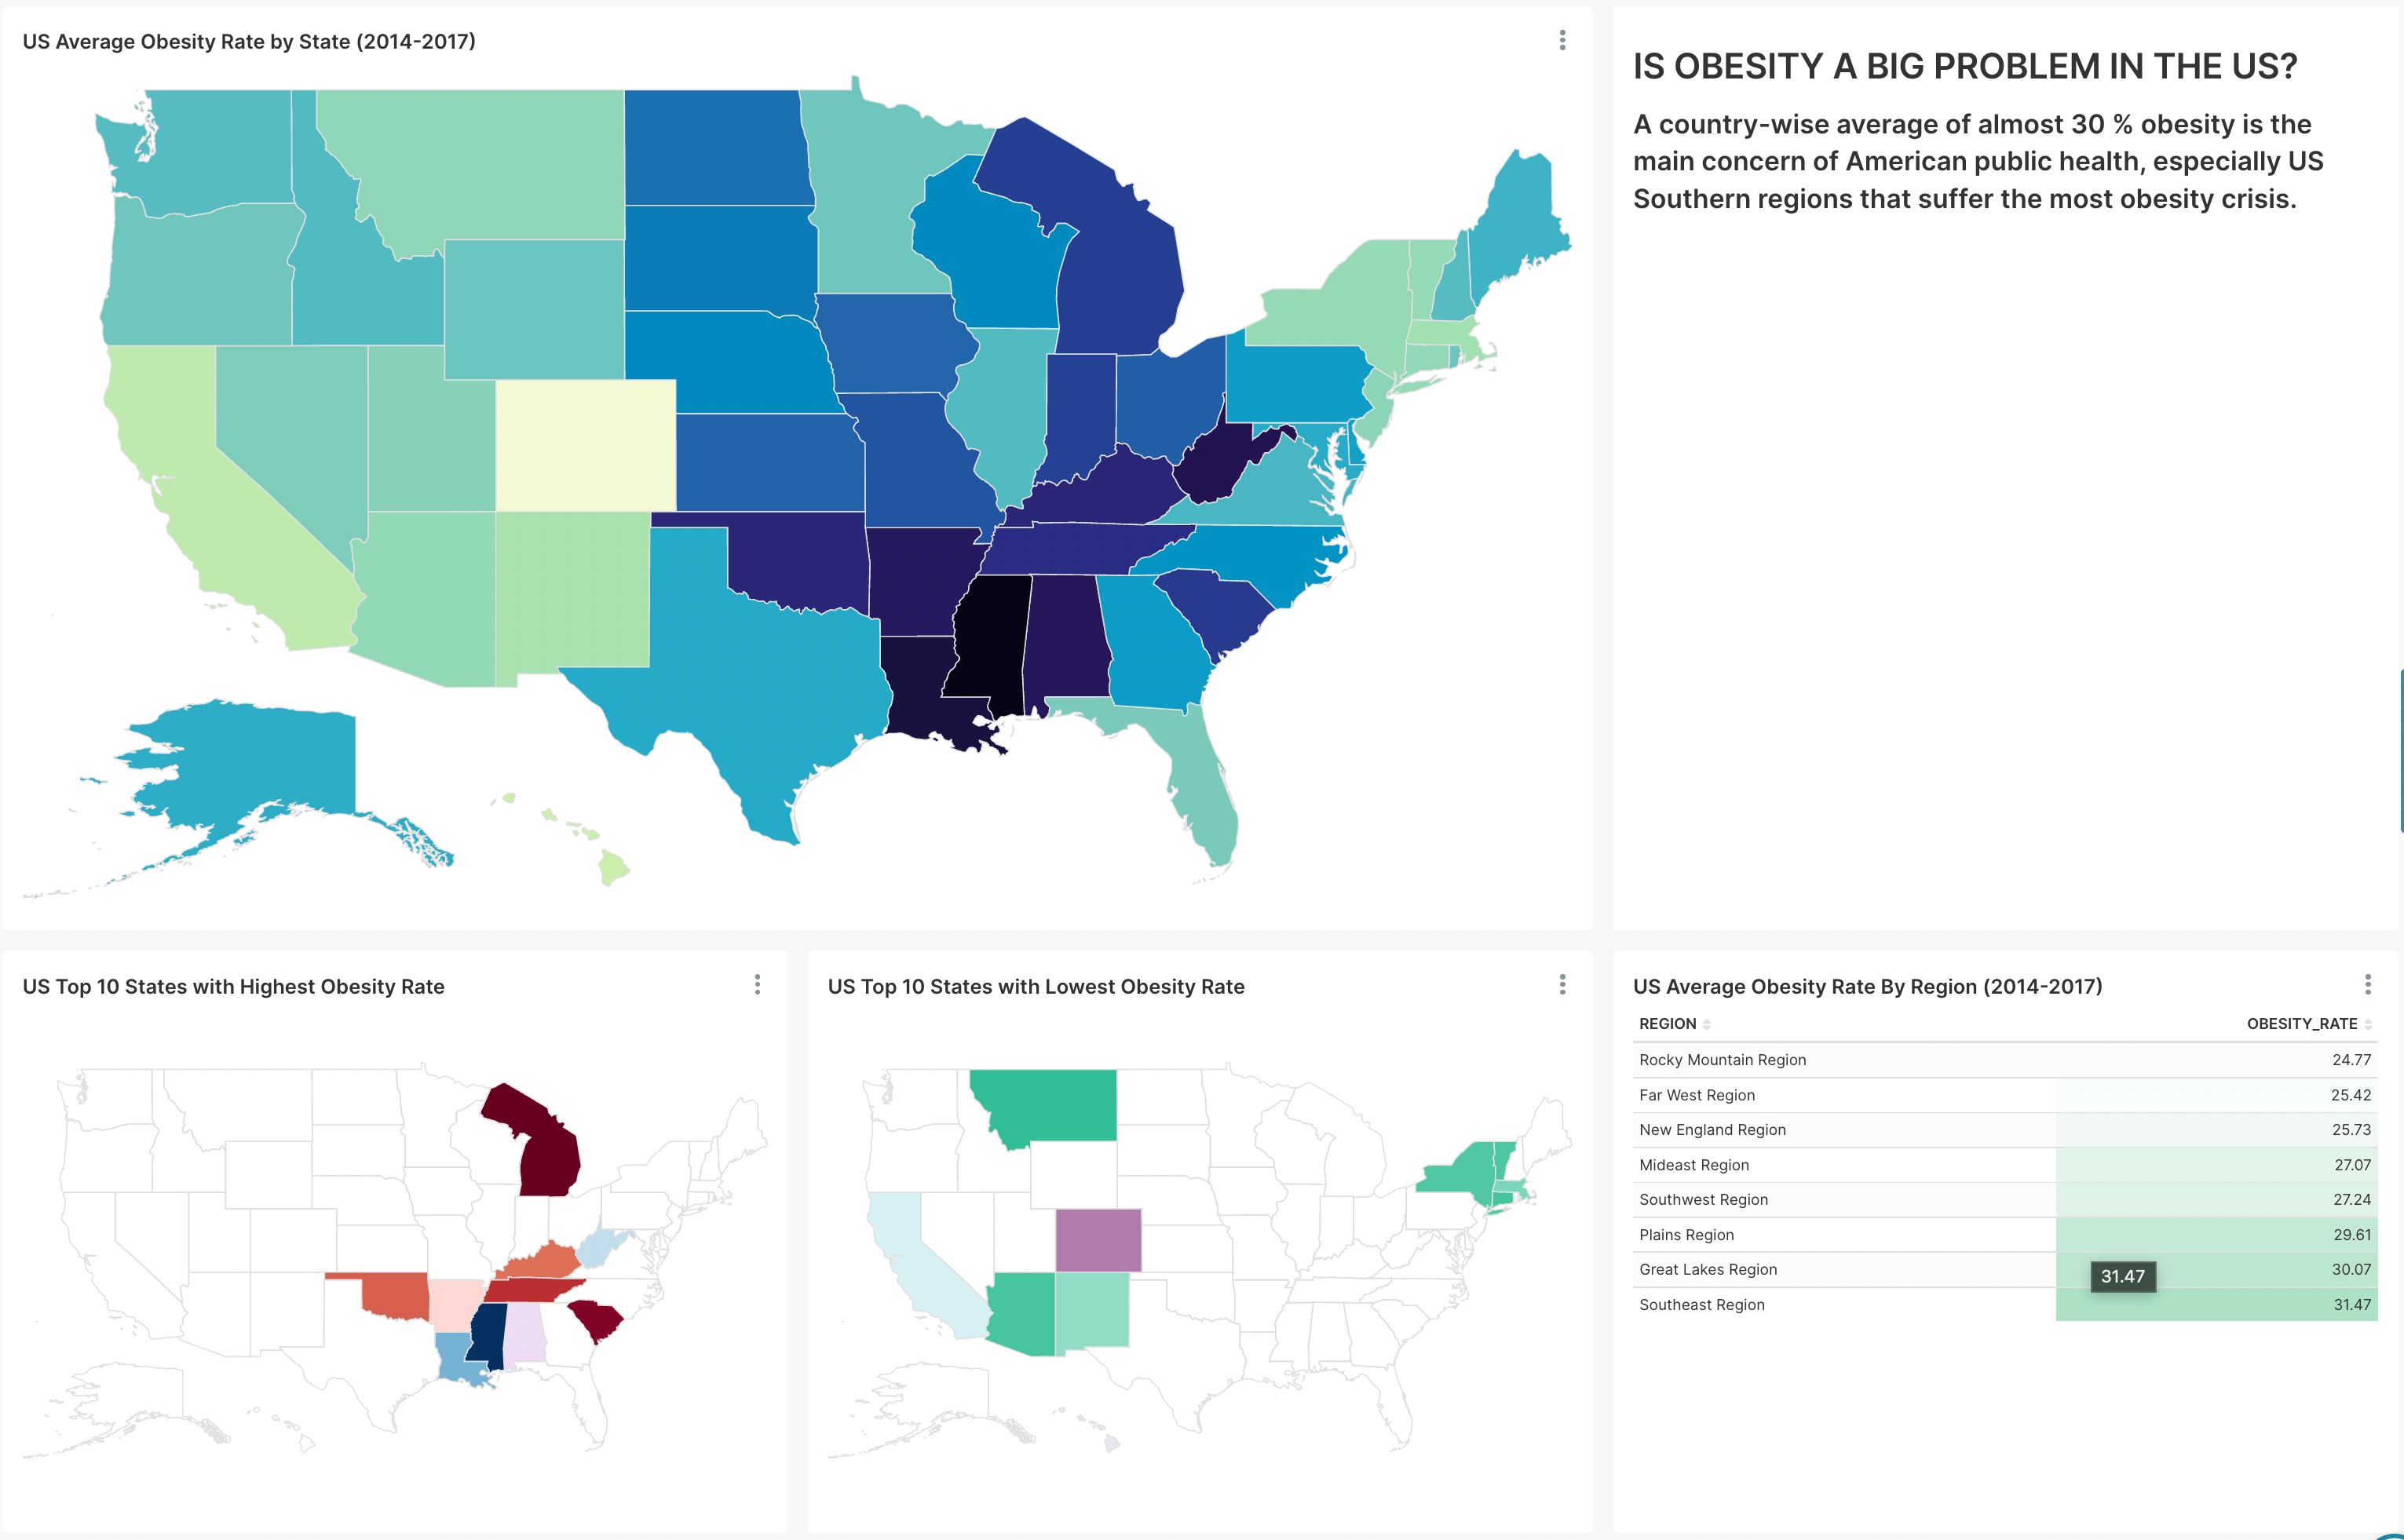 US Average Obesity Rate by State (2014-2017)
IS OBESITY A BIG PROBLEM IN THE US?
A country-wise average of almost 30 % obesity is the
main concern of American public health, especially US
Southern regions that suffer the most obesity crisis.
US Top 10 States with Highest Obesity Rate
US Top 10 States with Lowest Obesity Rate
US Average Obesity Rate By Region (2014-2017)
REGION OBESITY_RATE
Rocky Mountain Region 24.77
Far West Region 25.42
New England Region 25.73
Mideast Region 27.07
Southwest Region 27.24
Plains Region 29.61
Great Lakes Region 30.07
31.47
Southeast Region 31.47